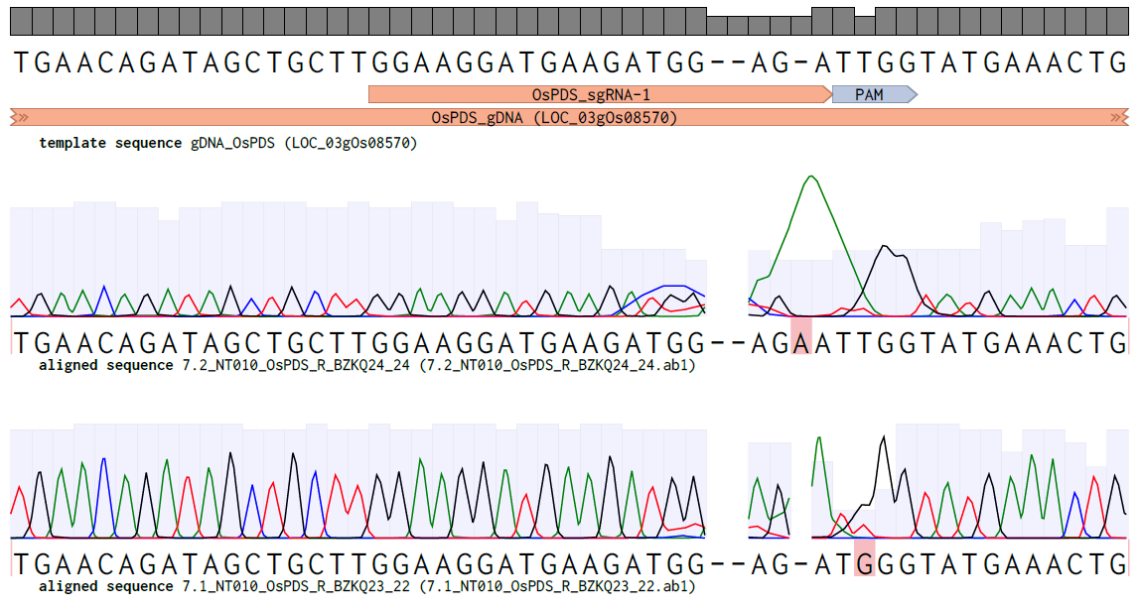 TGAACAGATAGCTGCTTGGAAGGATGAAGATGG--AG-ATTGGTATGAAACTG
OsPDS_sgRNA-1 PAM
OsPDS_gDNA (LOC_03gOs08570)
template sequence gDNA_OsPDS (LOC_03gOs08570)
TGAACAGATAGCTGCTTGGAAGGATGAAGATGG--AGAATTGGTATGAAACTG
aligned sequence 7.2_NT010_OsPDS_R_BZKQ24_24 (7.2_NT010_OsPDS_R_BZKQ24_24.ab1)
TGAACAGATAGCTGCTTGGAAGGATGAAGATGG--AG-ATGGGTATGAAACTG
aligned sequence 7.1_NT010_OsPDS_R_BZKQ23_22 (7.1_NT010_OsPDS_R_BZKQ23_22.ab1)